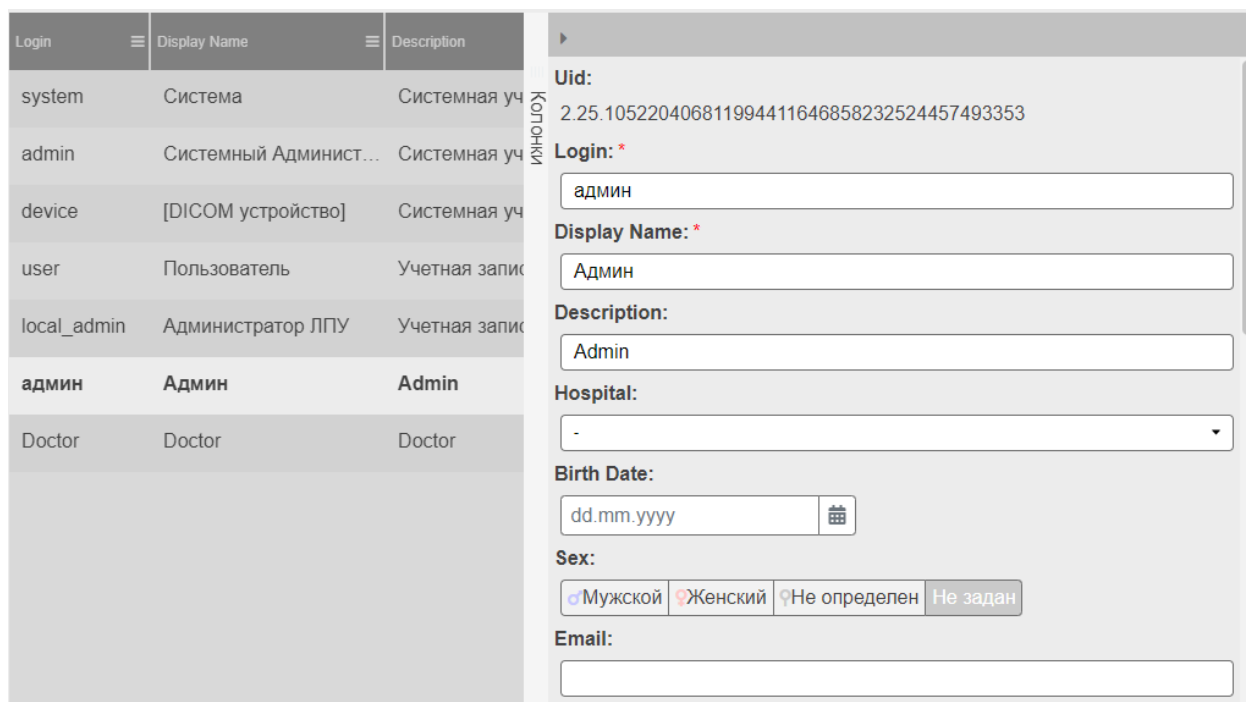 Login Display Name Description
system Система Системная уч
admin Системный Админист... Системная уч
device [DICOM устройство] Системная уч
user Пользователь Учетная запис
local_admin Администратор ЛПУ Учетная запис
админ Админ Admin
Doctor Doctor Doctor
Колонки
Uid:
2.25.105220406811994411646858232524457493353
Login: *
админ
Display Name: *
Админ
Description:
Admin
Hospital:
-
Birth Date:
dd.mm.yyyy
Sex:
Мужской Женский Не определен Не задан
Email: